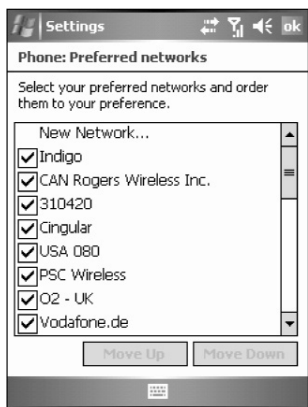 Settings
ok
Phone: Preferred networks
Select your preferred networks and order
them to your preference.
New Network...
Indigo
CAN Rogers Wireless Inc.
310420
Cingular
USA 080
PSC Wireless
O2 - UK
Vodafone.de
Move Up
Move Down